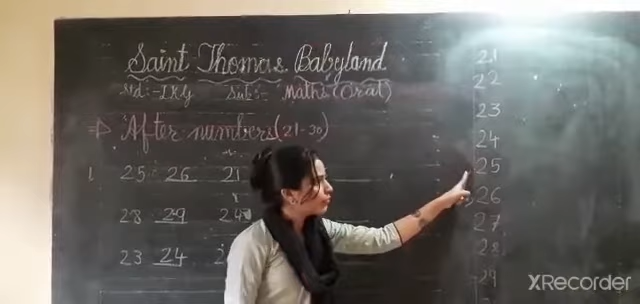 Saint Thomas Babyland
Std:- LKG Sub:- Maths (Oral)
⇒ After numbers (21-30)
1 25 26 21
28 29 24
23 24 2
21
22
23
24
25
26
27
28
29
XRecorder